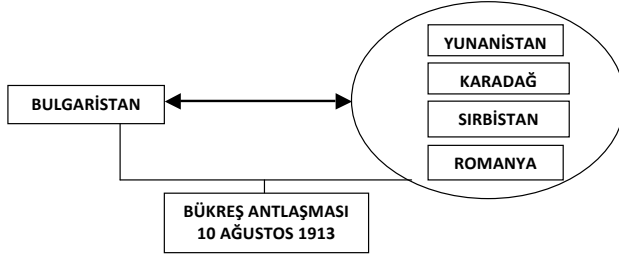 YUNANİSTAN
KARADAĞ
BULGARİSTAN
SIRBİSTAN
ROMANYA
BÜKREŞ ANTLAŞMASI
10 AĞUSTOS 1913